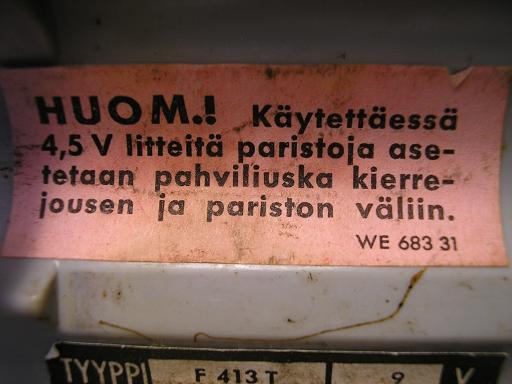 HUOM.! Käytettäessä
4,5 V litteitä paristoja ase-
tetaan pahviliuska kierre-
jousen ja pariston väliin.
WE 683 31
TYYPPI F 413 T 9 V